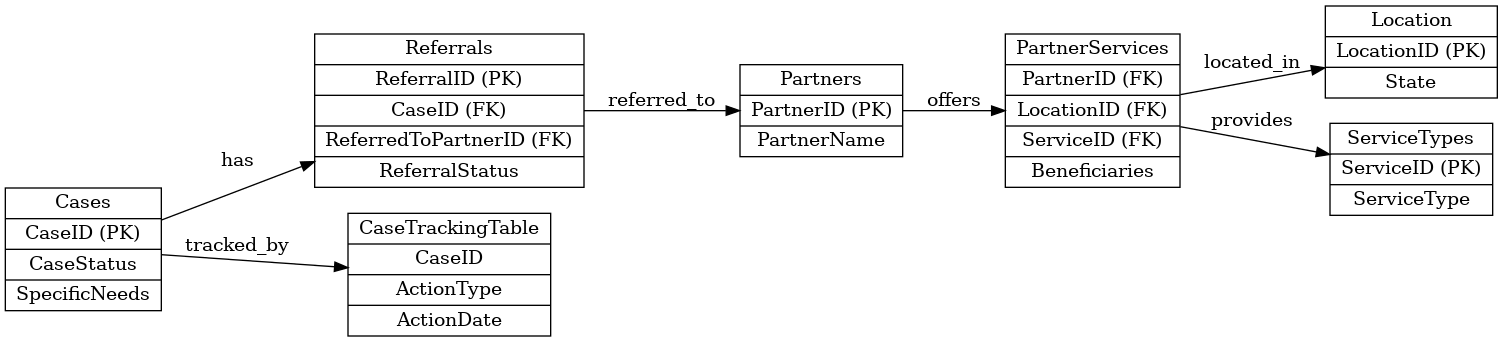 Cases
CaseID (PK)
CaseStatus
SpecificNeeds
has
tracked_by
Referrals
ReferralID (PK)
CaseID (FK)
ReferredToPartnerID (FK)
ReferralStatus
CaseTrackingTable
CaseID
ActionType
ActionDate
referred_to
Partners
PartnerID (PK)
PartnerName
offers
PartnerServices
PartnerID (FK)
LocationID (FK)
ServiceID (FK)
Beneficiaries
located_in
provides
Location
LocationID (PK)
State
ServiceTypes
ServiceID (PK)
ServiceType